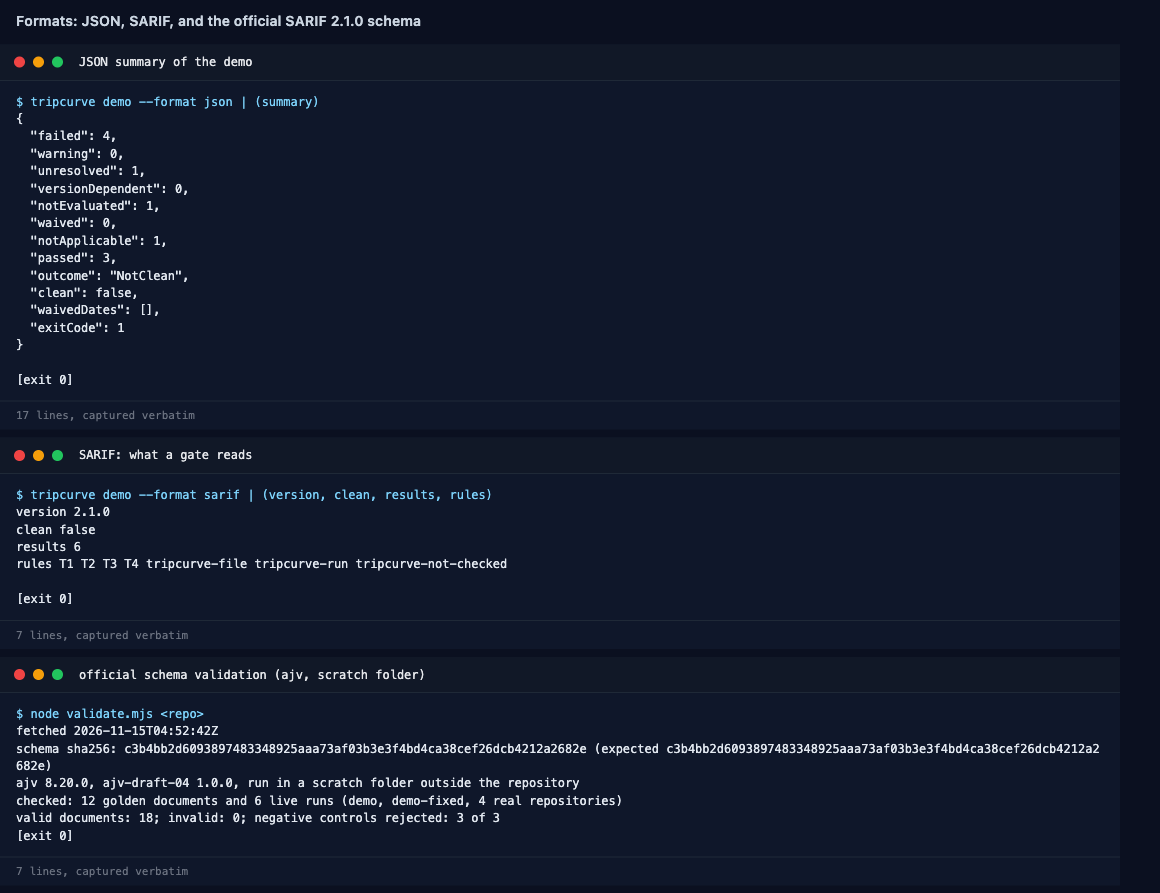 Formats: JSON, SARIF, and the official SARIF 2.1.0 schema
JSON summary of the demo
$ tripcurve demo --format json | (summary)
{
  "failed": 4,
  "warning": 0,
  "unresolved": 1,
  "versionDependent": 0,
  "notEvaluated": 1,
  "waived": 0,
  "notApplicable": 1,
  "passed": 3,
  "outcome": "NotClean",
  "clean": false,
  "waivedDates": [],
  "exitCode": 1
}
[exit 0]
17 lines, captured verbatim
SARIF: what a gate reads
$ tripcurve demo --format sarif | (version, clean, results, rules)
version 2.1.0
clean false
results 6
rules T1 T2 T3 T4 tripcurve-file tripcurve-run tripcurve-not-checked
[exit 0]
7 lines, captured verbatim
official schema validation (ajv, scratch folder)
$ node validate.mjs <repo>
fetched 2026-11-15T04:52:42Z
schema sha256: c3b4bb2d6093897483348925aaa73af03b3e3f4bd4ca38cef26dcb4212a2682e (expected c3b4bb2d6093897483348925aaa73af03b3e3f4bd4ca38cef26dcb4212a2
682e)
ajv 8.20.0, ajv-draft-04 1.0.0, run in a scratch folder outside the repository
checked: 12 golden documents and 6 live runs (demo, demo-fixed, 4 real repositories)
valid documents: 18; invalid: 0; negative controls rejected: 3 of 3
[exit 0]
7 lines, captured verbatim